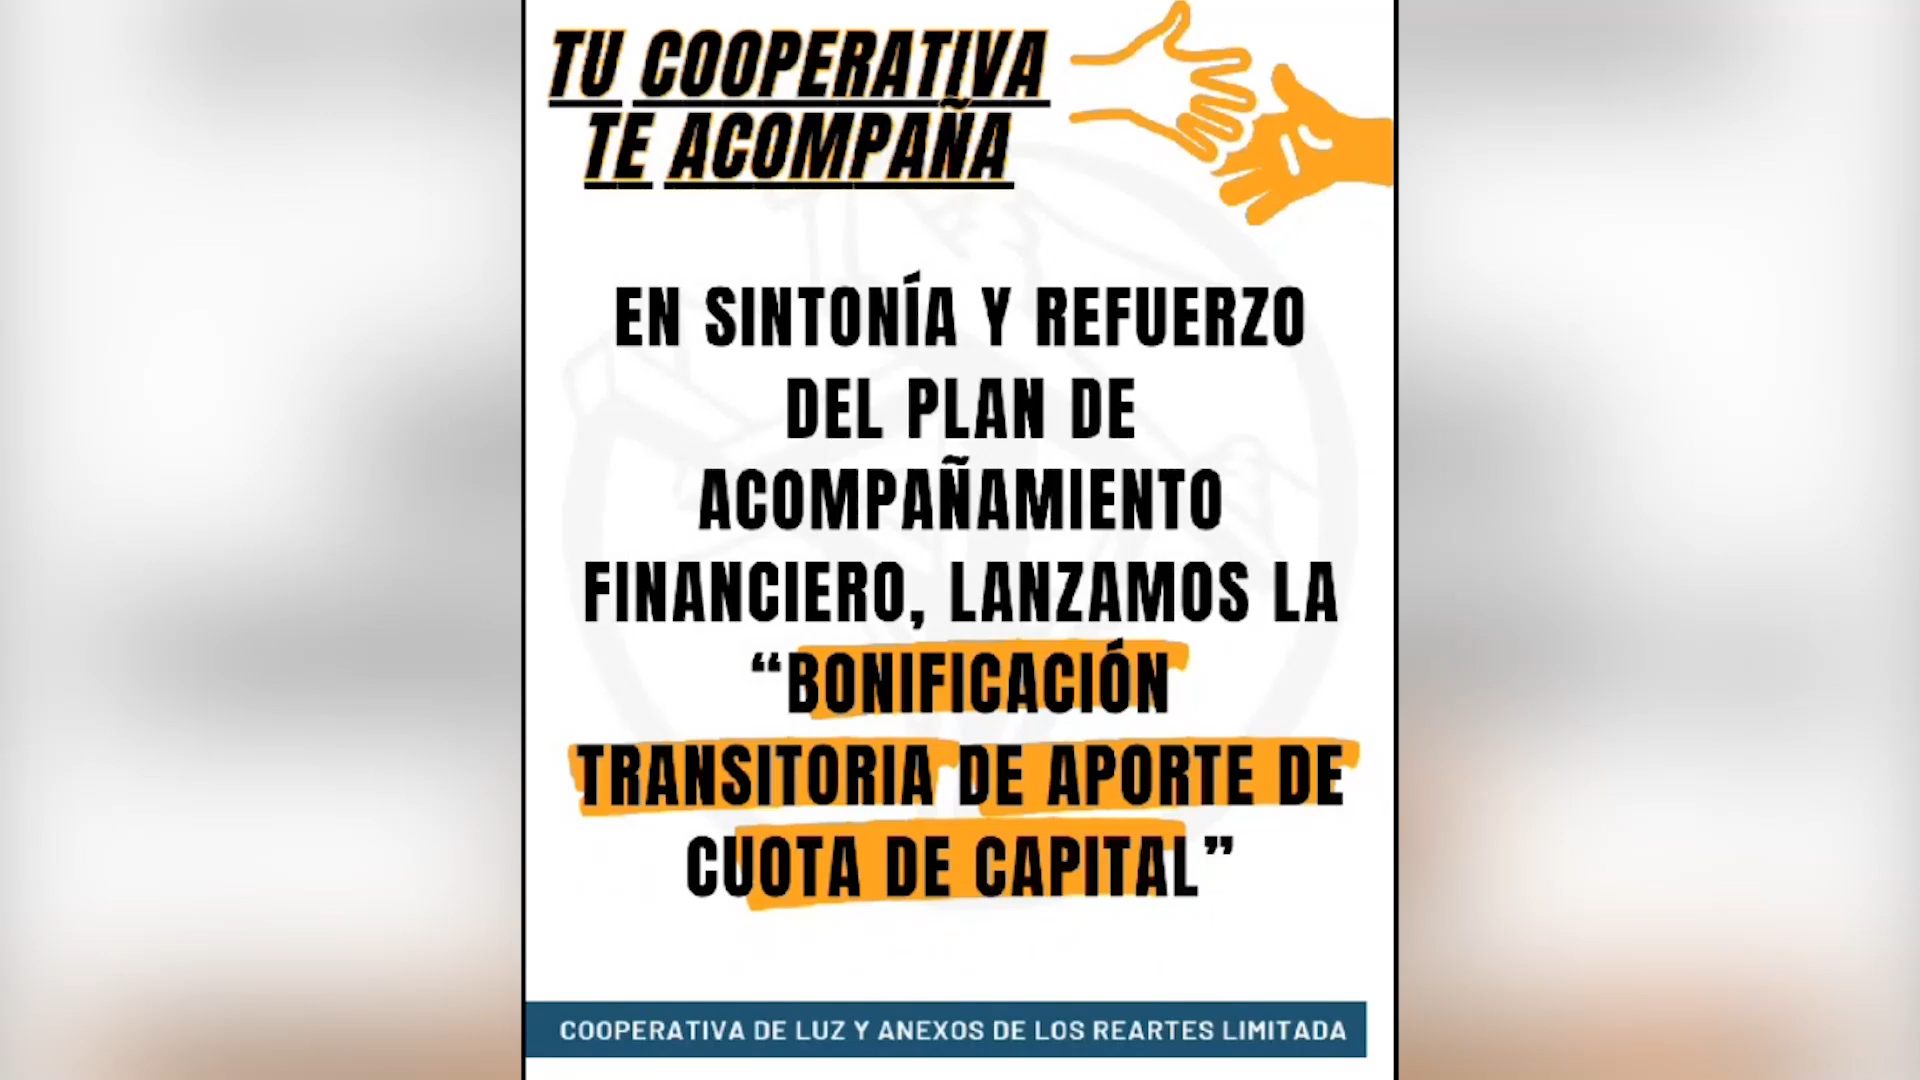 TU COOPERATIVA
TE ACOMPAÑA
EN SINTONÍA Y REFUERZO
DEL PLAN DE
ACOMPAÑAMIENTO
FINANCIERO, LANZAMOS LA
“BONIFICACIÓN
TRANSITORIA DE APORTE DE
CUOTA DE CAPITAL”
COOPERATIVA DE LUZ Y ANEXOS DE LOS REARTES LIMITADA